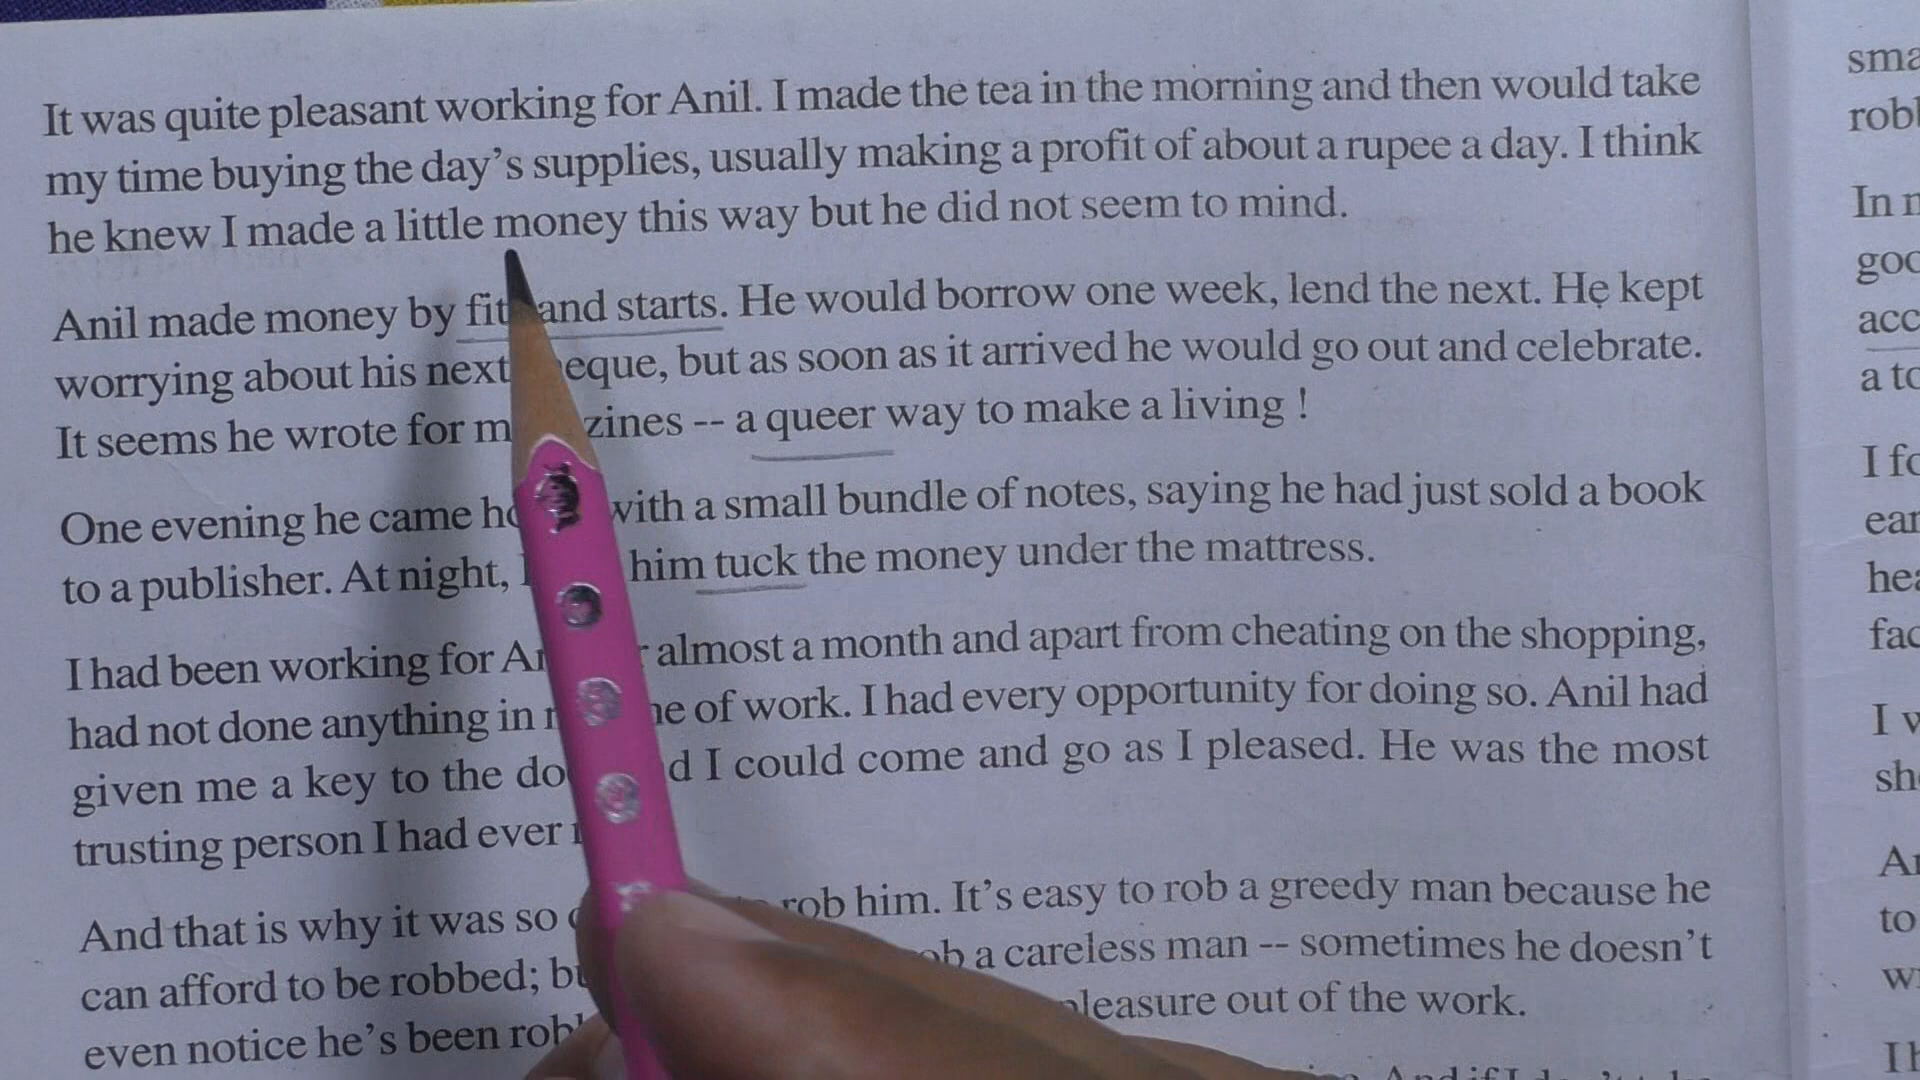 It was quite pleasant working for Anil. I made the tea in the morning and then would take
my time buying the day's supplies, usually making a profit of about a rupee a day. I think
he knew I made a little money this way but he did not seem to mind.
Anil made money by and starts. He would borrow one week, lend the next. He kept
worrying about his next but as soon as it arrived he would go out and celebrate.
It seems he wrote for -- a queer way to make a living !
One evening he came with a small bundle of notes, saying he had just sold a book
to a publisher. At night, him tuck the money under the mattress.
I had been working for almost a month and apart from cheating on the shopping,
had not done anything in of work. I had every opportunity for doing so. Anil had
given me a key to the I could come and go as I pleased. He was the most
trusting person I had ever
And that is why it was so rob him. It's easy to rob a greedy man because he
can afford to be robbed; a careless man -- sometimes he doesn't
even notice he's been pleasure out of the work.
In
a
I
I
to
I